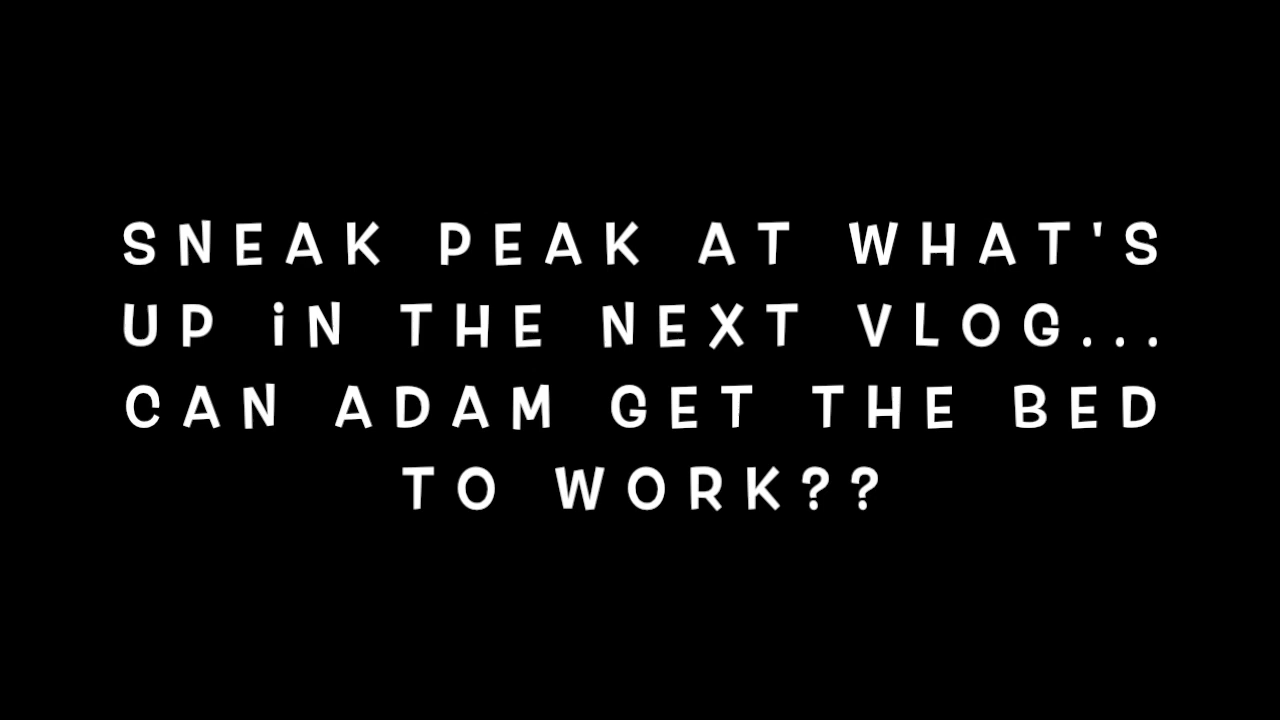 SNEAK PEAK AT WHAT'S
UP iN THE NEXT VLOG...
CAN ADAM GET THE BED
TO WORK??